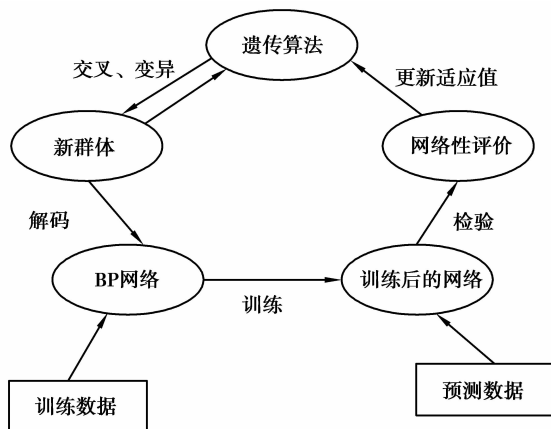 遗传算法
交叉、变异
更新适应值
新群体
网络性评价
解码
检验
BP网络
训练后的网络
训练
训练数据
预测数据